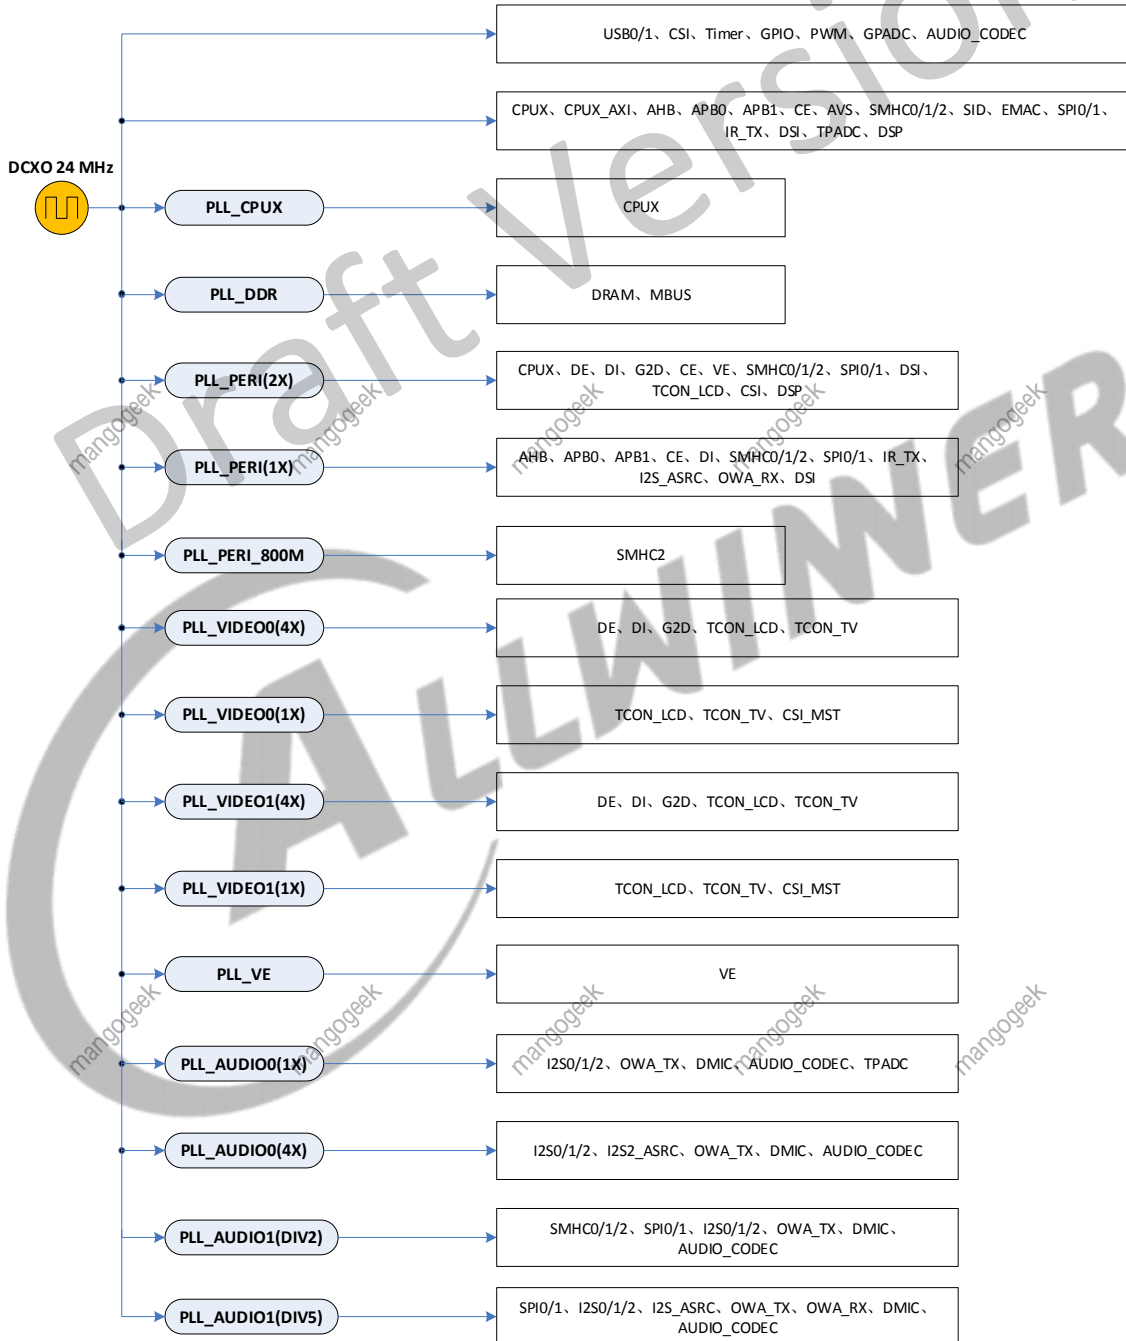 USB0/1、CSI、Timer、GPIO、PWM、GPADC、AUDIO_CODEC
CPUX、CPUX_AXI、AHB、APB0、APB1、CE、AVS、SMHC0/1/2、SID、EMAC、SPI0/1、
IR_TX、DSI、TPADC、DSP
DCXO 24 MHz
PLL_CPUX
CPUX
PLL_DDR
DRAM、MBUS
PLL_PERI(2X)
CPUX、DE、DI、G2D、CE、VE、SMHC0/1/2、SPI0/1、DSI、
TCON_LCD、CSI、DSP
PLL_PERI(1X)
AHB、APB0、APB1、CE、DI、SMHC0/1/2、SPI0/1、IR_TX、
I2S_ASRC、OWA_RX、DSI
PLL_PERI_800M
SMHC2
PLL_VIDEO0(4X)
DE、DI、G2D、TCON_LCD、TCON_TV
PLL_VIDEO0(1X)
TCON_LCD、TCON_TV、CSI_MST
PLL_VIDEO1(4X)
DE、DI、G2D、TCON_LCD、TCON_TV
PLL_VIDEO1(1X)
TCON_LCD、TCON_TV、CSI_MST
PLL_VE
VE
PLL_AUDIO0(1X)
I2S0/1/2、OWA_TX、DMIC、AUDIO_CODEC、TPADC
PLL_AUDIO0(4X)
I2S0/1/2、I2S2_ASRC、OWA_TX、DMIC、AUDIO_CODEC
PLL_AUDIO1(DIV2)
SMHC0/1/2、SPI0/1、I2S0/1/2、OWA_TX、DMIC、
AUDIO_CODEC
PLL_AUDIO1(DIV5)
SPI0/1、I2S0/1/2、I2S_ASRC、OWA_TX、OWA_RX、DMIC、
AUDIO_CODEC
Draft Version
ALLWINNER
mangogeek
mangogeek
mangogeek
mangogeek
mangogeek
mangogeek
mangogeek
mangogeek
mangogeek
mangogeek